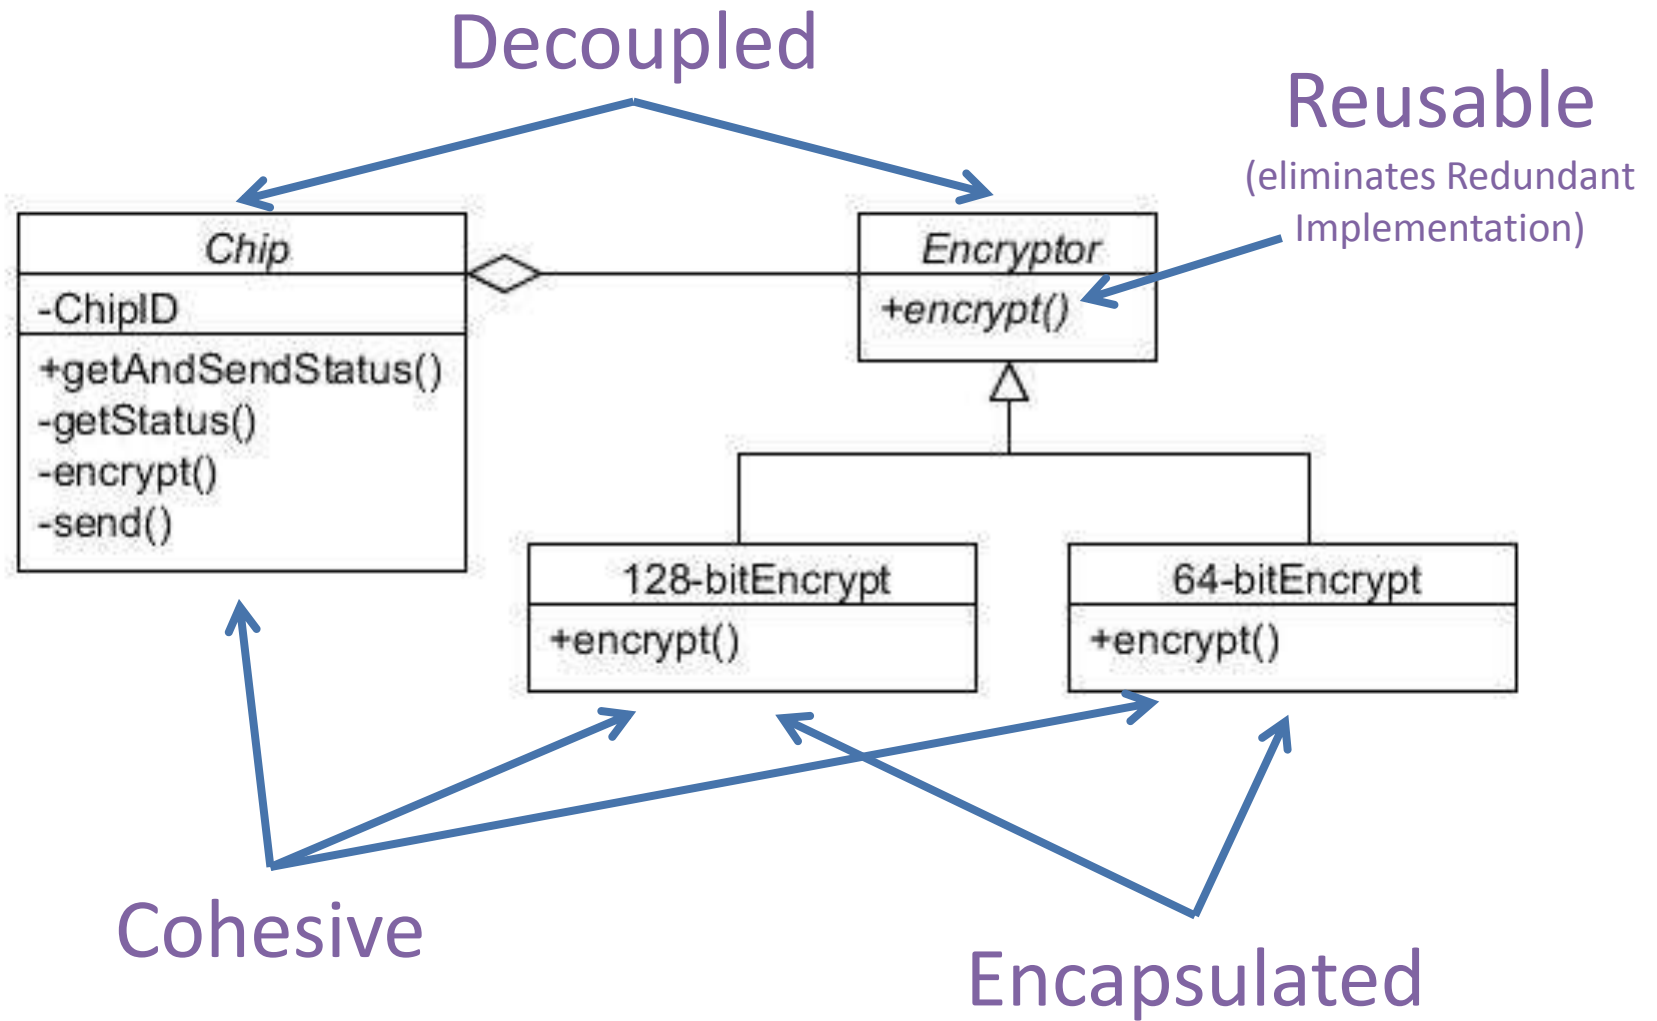 Decoupled
Reusable
(eliminates Redundant
Implementation)
Chip
-ChipID
+getAndSendStatus()
-getStatus()
-encrypt()
-send()
Encryptor
+encrypt()
128-bitEncrypt
+encrypt()
64-bitEncrypt
+encrypt()
Cohesive
Encapsulated